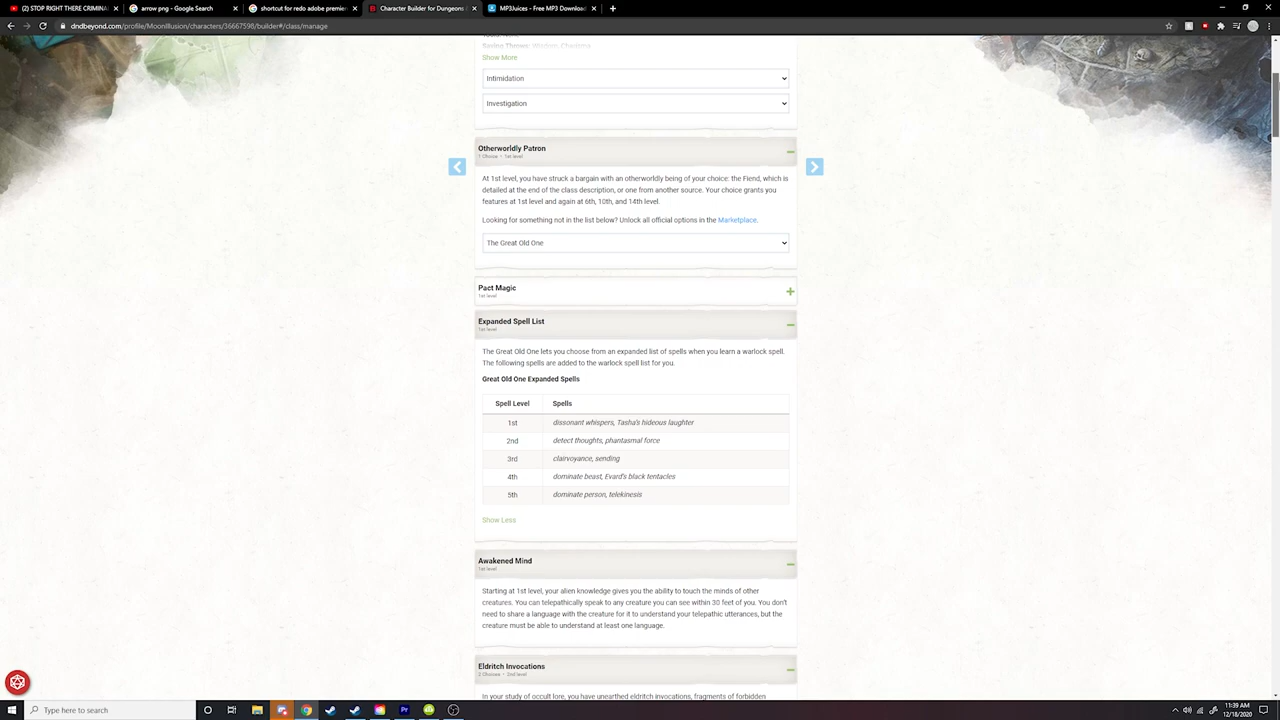 (2) STOP RIGHT THERE CRIMINA
arrow png - Google Search
shortcut for redo adobe premier
Character Builder for Dungeons
MP3Juices - Free MP3 Download
dndbeyond.com/profile/MoonIllusion/characters/36667598/builder#/class/manage
Saving Throws: Wisdom, Charisma
Show More
Intimidation
Investigation
Otherworldly Patron
1 Choice • 1st level
At 1st level, you have struck a bargain with an otherworldly being of your choice: the Fiend, which is
detailed at the end of the class description, or one from another source. Your choice grants you
features at 1st level and again at 6th, 10th, and 14th level.
Looking for something not in the list below? Unlock all official options in the Marketplace.
The Great Old One
Pact Magic
1st level
Expanded Spell List
1st level
The Great Old One lets you choose from an expanded list of spells when you learn a warlock spell.
The following spells are added to the warlock spell list for you.
Great Old One Expanded Spells
Spell Level Spells
1st dissonant whispers, Tasha's hideous laughter
2nd detect thoughts, phantasmal force
3rd clairvoyance, sending
4th dominate beast, Evard's black tentacles
5th dominate person, telekinesis
Show Less
Awakened Mind
1st level
Starting at 1st level, your alien knowledge gives you the ability to touch the minds of other
creatures. You can telepathically speak to any creature you can see within 30 feet of you. You don't
need to share a language with the creature for it to understand your telepathic utterances, but the
creature must be able to understand at least one language.
Eldritch Invocations
2 Choices • 2nd level
In your study of occult lore, you have unearthed eldritch invocations, fragments of forbidden
Type here to search
11:39 AM
12/18/2020